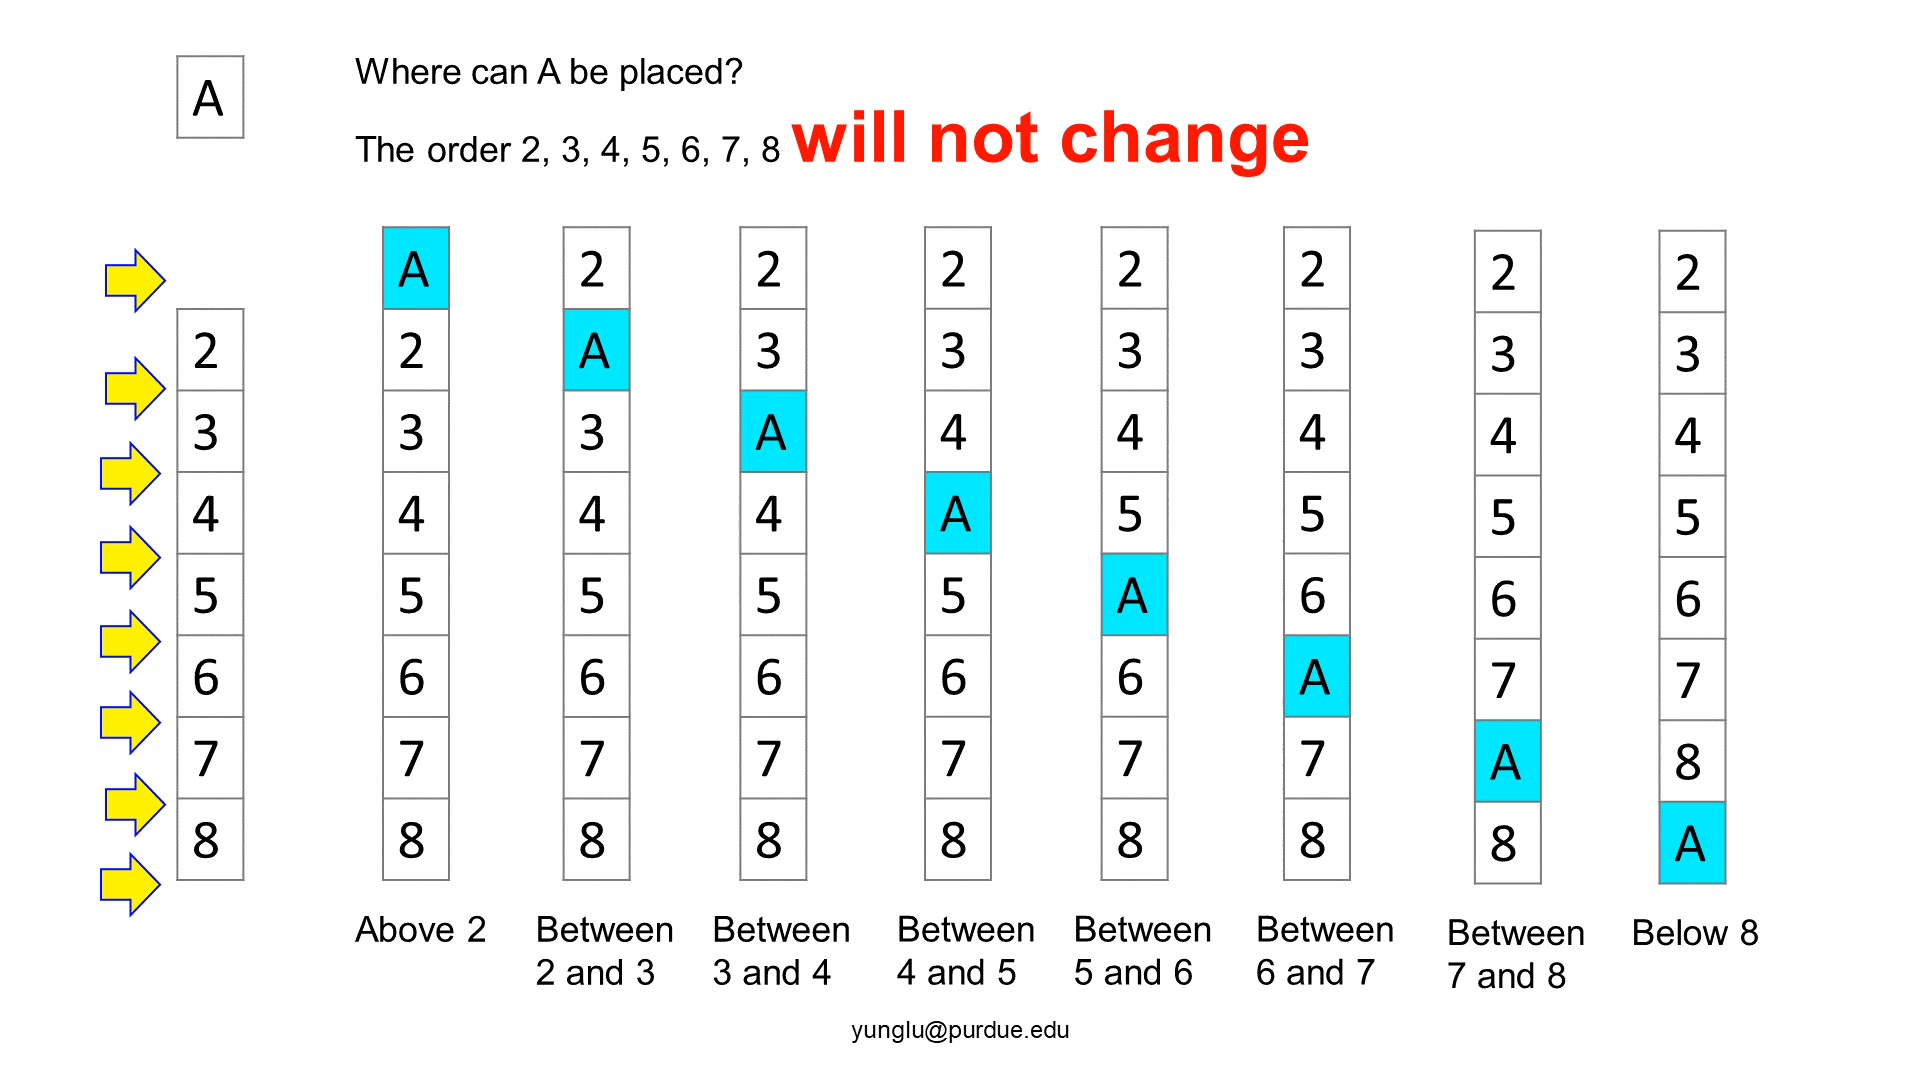 A
Where can A be placed?
The order 2, 3, 4, 5, 6, 7, 8 will not change
A 2 2 2 2 2 2 2
2 2 A 3 3 3 3 3 3
3 3 3 A 4 4 4 4 4
4 4 4 4 A 5 5 5 5
5 5 5 5 5 A 6 6 6
6 6 6 6 6 6 A 7 7
7 7 7 7 7 7 7 A 8
8 8 8 8 8 8 8 8 A
Above 2
Between
2 and 3
Between
3 and 4
Between
4 and 5
Between
5 and 6
Between
6 and 7
Between
7 and 8
Below 8
yunglu@purdue.edu